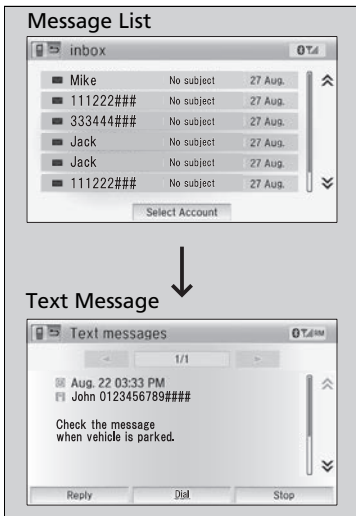 Message List
inbox
Mike No subject 27 Aug.
111222### No subject 27 Aug.
333444### No subject 27 Aug.
Jack No subject 27 Aug.
Jack No subject 27 Aug.
111222### No subject 27 Aug.
Select Account
Text Message
Text messages
1/1
Aug. 22 03:33 PM
John 0123456789####
Check the message
when vehicle is parked.
Reply Dial Stop